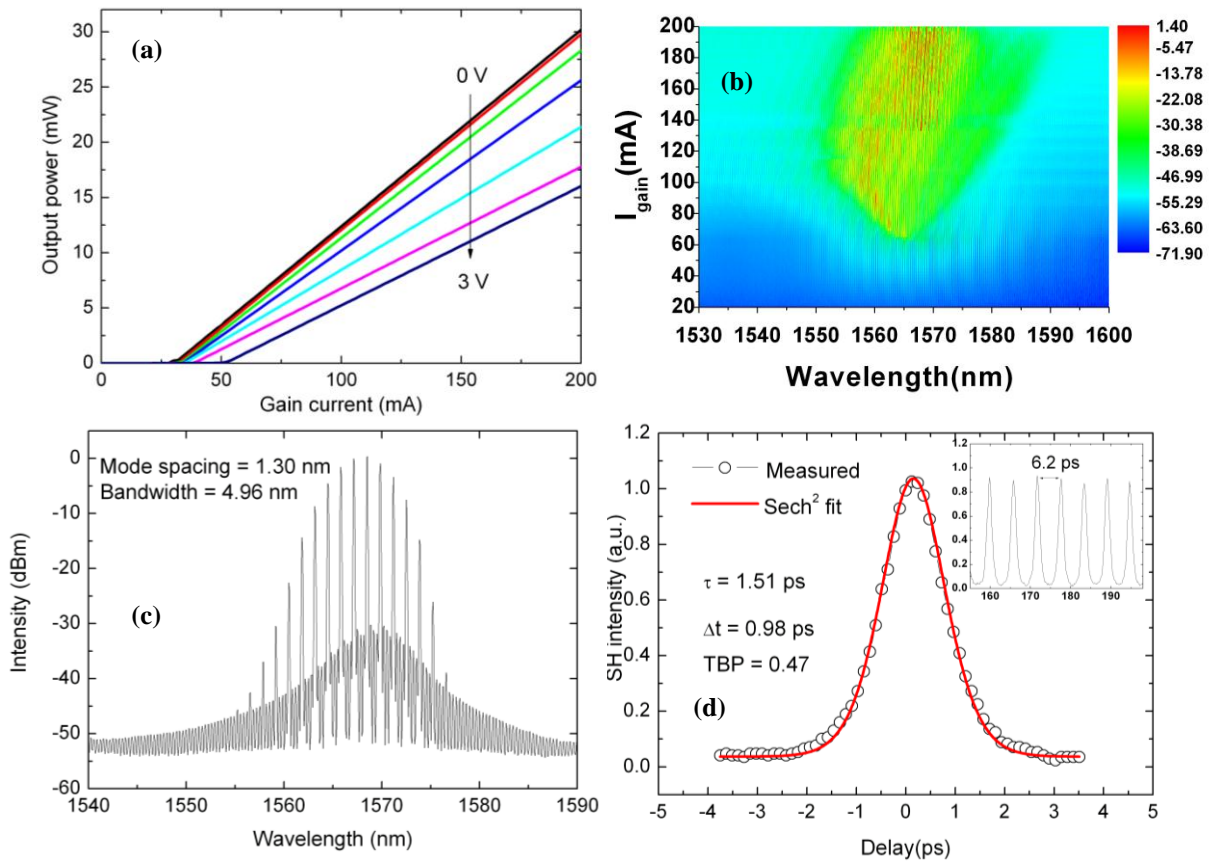 (a)
0 V
3 V
Output power (mW)
30
25
20
15
10
5
0
0 50 100 150 200
Gain current (mA)
(b)
I_gain(mA)
200
180
160
140
120
100
80
60
40
20
1530 1540 1550 1560 1570 1580 1590 1600
Wavelength(nm)
1.40
-5.47
-13.78
-22.08
-30.38
-38.69
-46.99
-55.29
-63.60
-71.90
Mode spacing = 1.30 nm
Bandwidth = 4.96 nm
(c)
Intensity (dBm)
0
-10
-20
-30
-40
-50
-60
1540 1550 1560 1570 1580 1590
Wavelength (nm)
Measured
Sech² fit
τ = 1.51 ps
Δt = 0.98 ps
TBP = 0.47
(d)
SH intensity (a.u.)
1.2
1.0
0.8
0.6
0.4
0.2
0.0
-5 -4 -3 -2 -1 0 1 2 3 4 5
Delay(ps)
6.2 ps
1.2
1.0
0.8
0.6
0.4
0.2
0.0
160 170 180 190